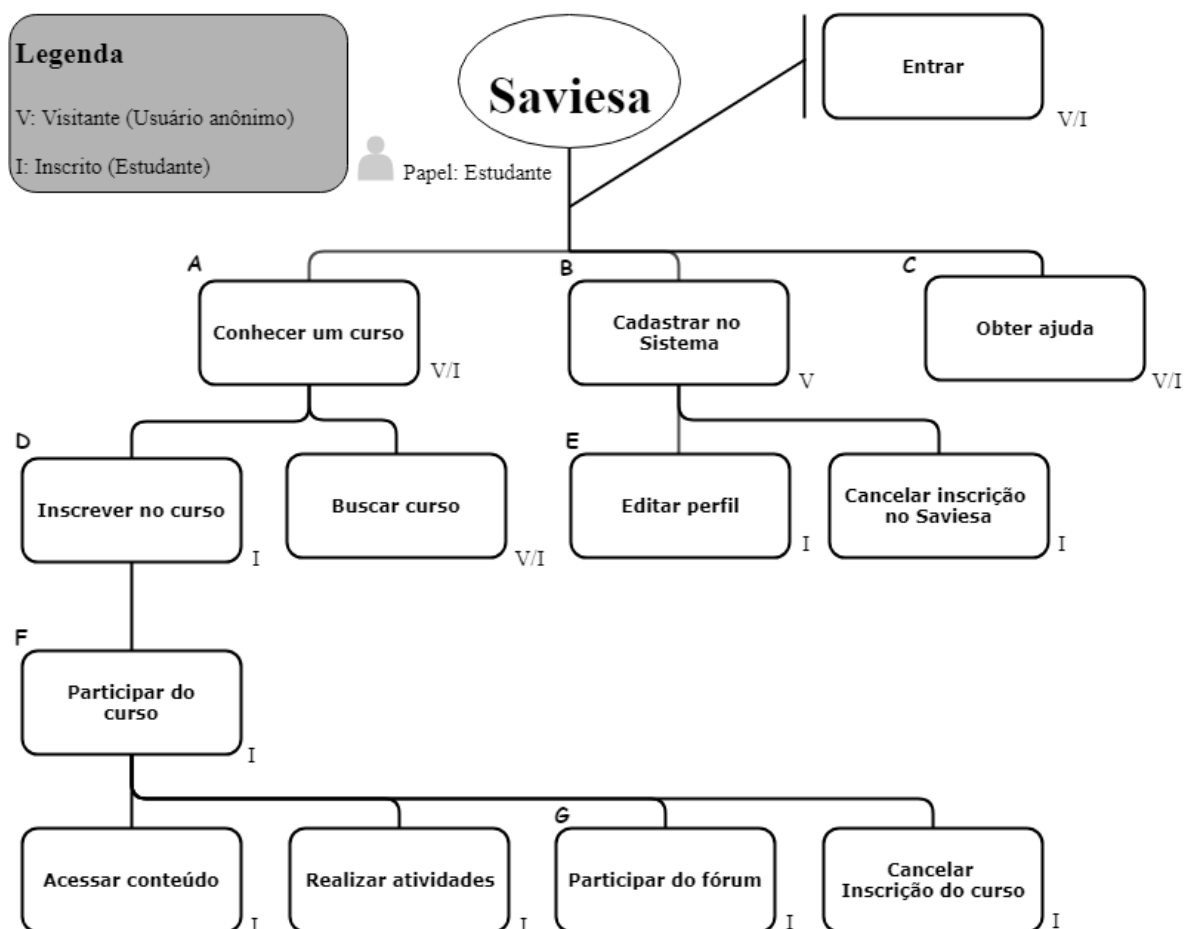 Legenda
V: Visitante (Usuário anônimo)
I: Inscrito (Estudante)
Saviesa
Papel: Estudante
Entrar
V/I
A
Conhecer um curso
V/I
B
Cadastrar no
Sistema
V
C
Obter ajuda
V/I
D
Inscrever no curso
I
Buscar curso
V/I
E
Editar perfil
I
Cancelar inscrição
no Saviesa
I
F
Participar do
curso
I
Acessar conteúdo
I
Realizar atividades
I
G
Participar do fórum
I
Cancelar
Inscrição do curso
I